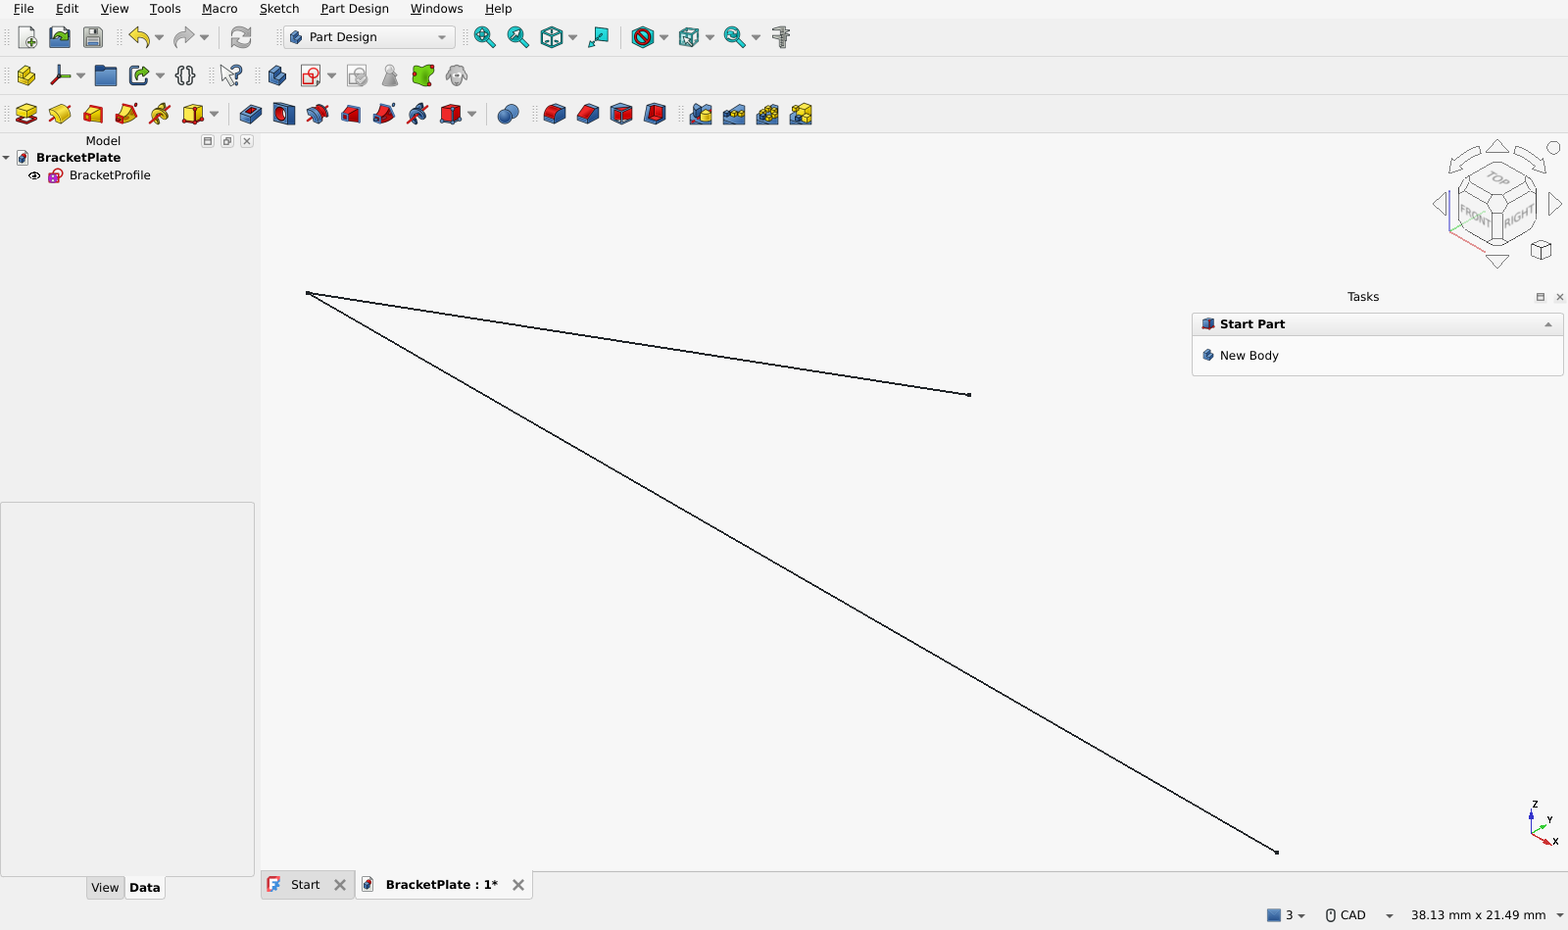 File Edit View Tools Macro Sketch Part Design Windows Help
Part Design
Model
BracketPlate
BracketProfile
TOP
FRONT
RIGHT
Tasks
Start Part
New Body
Z
Y
X
View Data
Start
BracketPlate : 1*
3 CAD 38.13 mm x 21.49 mm